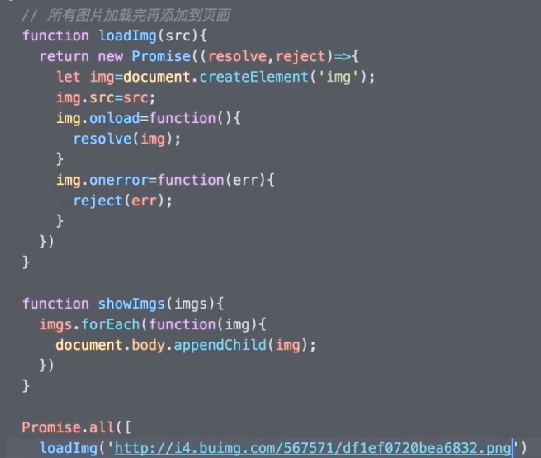 // 所有图片加载完再添加到页面
function loadImg(src){
  return new Promise((resolve,reject)=>{
    let img=document.createElement('img');
    img.src=src;
    img.onload=function(){
      resolve(img);
    }
    img.onerror=function(err){
      reject(err);
    }
  })
}

function showImgs(imgs){
  imgs.forEach(function(img){
    document.body.appendChild(img);
  })
}

Promise.all([
  loadImg('http://i4.buimg.com/567571/df1ef0720bea6832.png')